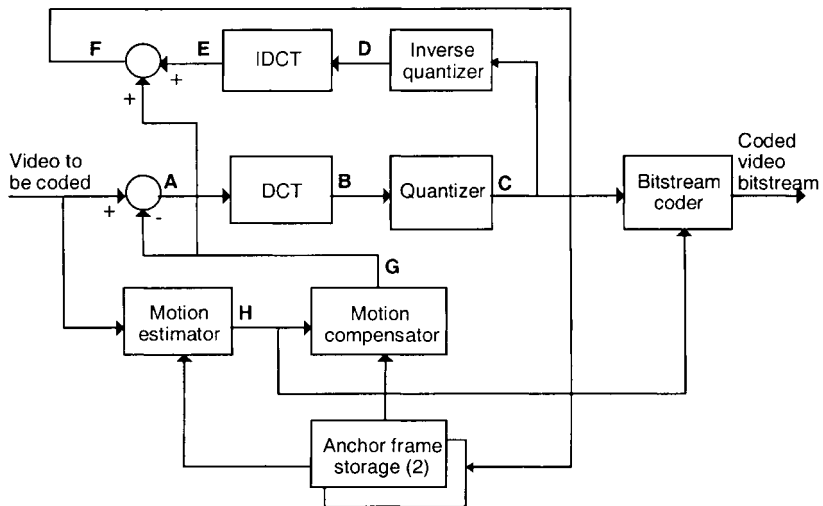 F
E
IDCT
D
Inverse
quantizer
+
+
Video to
be coded
A
DCT
B
Quantizer
C
Bitstream
coder
Coded
video
bitstream
+
-
G
Motion
estimator
H
Motion
compensator
Anchor frame
storage (2)